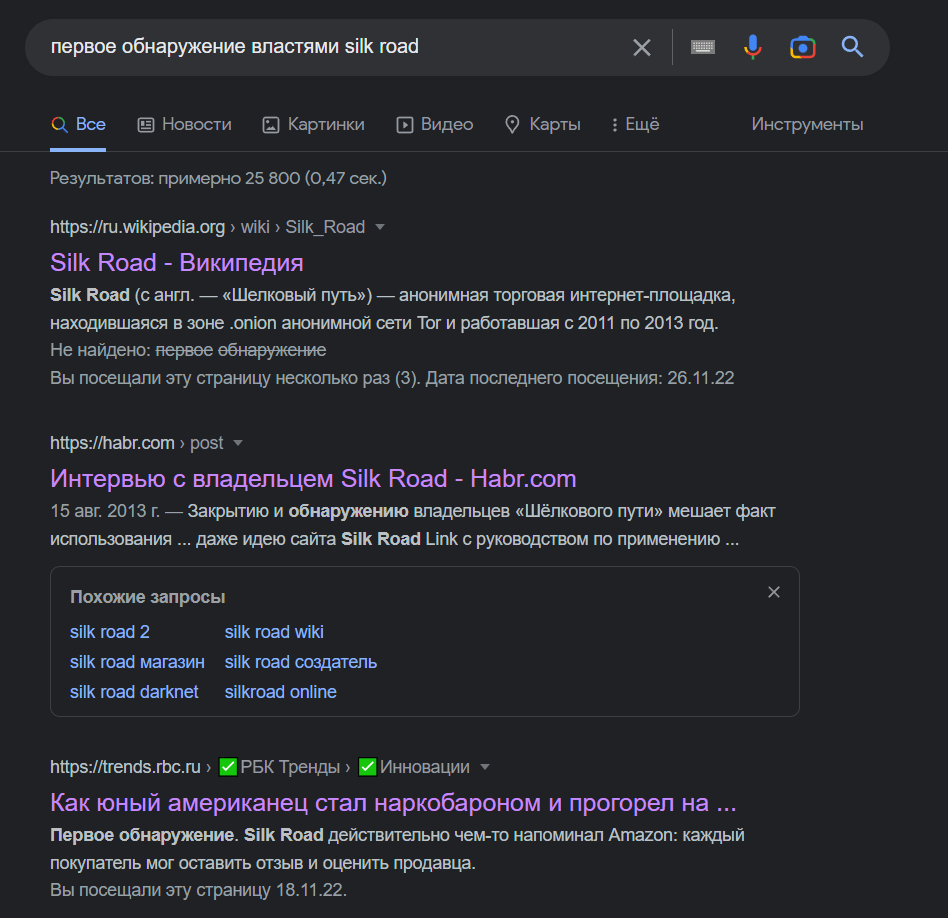 первое обнаружение властями silk road
Все Новости Картинки Видео Карты Ещё Инструменты
Результатов: примерно 25 800 (0,47 сек.)
https://ru.wikipedia.org › wiki › Silk_Road
Silk Road - Википедия
Silk Road (с англ. — «Шелковый путь») — анонимная торговая интернет-площадка,
находившаяся в зоне .onion анонимной сети Tor и работавшая с 2011 по 2013 год.
Не найдено: первое обнаружение
Вы посещали эту страницу несколько раз (3). Дата последнего посещения: 26.11.22
https://habr.com › post
Интервью с владельцем Silk Road - Habr.com
15 авг. 2013 г. — Закрытию и обнаружению владельцев «Шёлкового пути» мешает факт
использования ... даже идею сайта Silk Road Link с руководством по применению ...
Похожие запросы
silk road 2 silk road wiki
silk road магазин silk road создатель
silk road darknet silkroad online
https://trends.rbc.ru › ✅РБК Тренды › ✅Инновации
Как юный американец стал наркобароном и прогорел на ...
Первое обнаружение. Silk Road действительно чем-то напоминал Amazon: каждый
покупатель мог оставить отзыв и оценить продавца.
Вы посещали эту страницу 18.11.22.